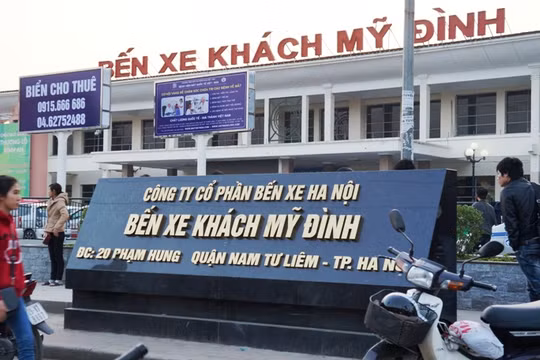 BẾN XE KHÁCH MỸ ĐÌNH
BIỂN CHO THUÊ
0915.666 686
04.62752488
CÔNG TY CỔ PHẦN BẾN XE HÀ NỘI
BẾN XE KHÁCH MỸ ĐÌNH
ĐC: 20 PHẠM HÙNG QUẬN NAM TỪ LIÊM - TP. HÀ